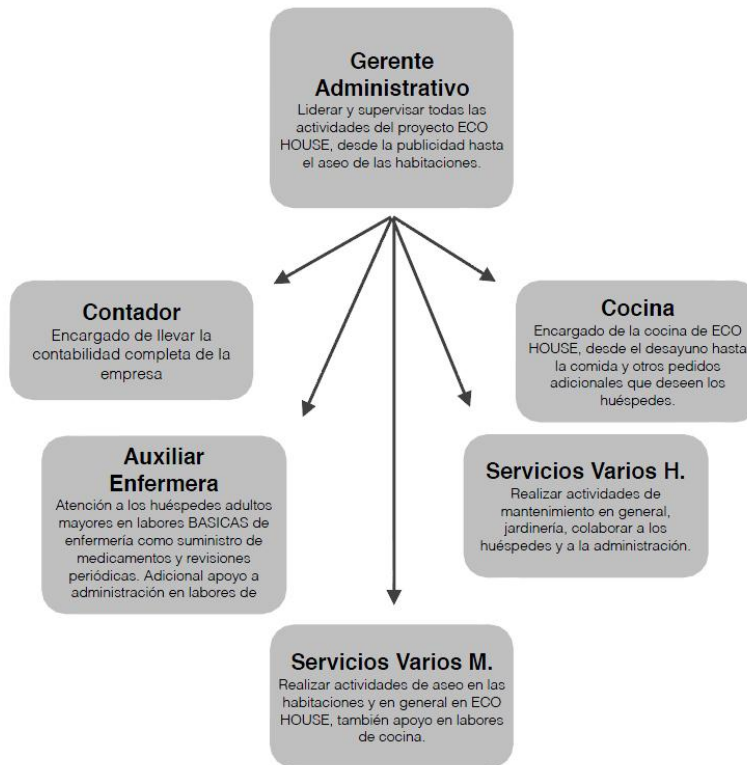 Gerente
Administrativo
Liderar y supervisar todas las
actividades del proyecto ECO
HOUSE, desde la publicidad hasta
el aseo de las habitaciones.
Contador
Encargado de llevar la
contabilidad completa de la
empresa
Cocina
Encargado de la cocina de ECO
HOUSE, desde el desayuno hasta
la comida y otros pedidos
adicionales que deseen los
huéspedes.
Auxiliar
Enfermera
Atención a los huéspedes adultos
mayores en labores BASICAS de
enfermería como suministro de
medicamentos y revisiones
periódicas. Adicional apoyo a
administración en labores de
Servicios Varios H.
Realizar actividades de
mantenimiento en general,
jardinería, colaborar a los
huéspedes y a la administración.
Servicios Varios M.
Realizar actividades de aseo en las
habitaciones y en general en ECO
HOUSE, también apoyo en labores
de cocina.